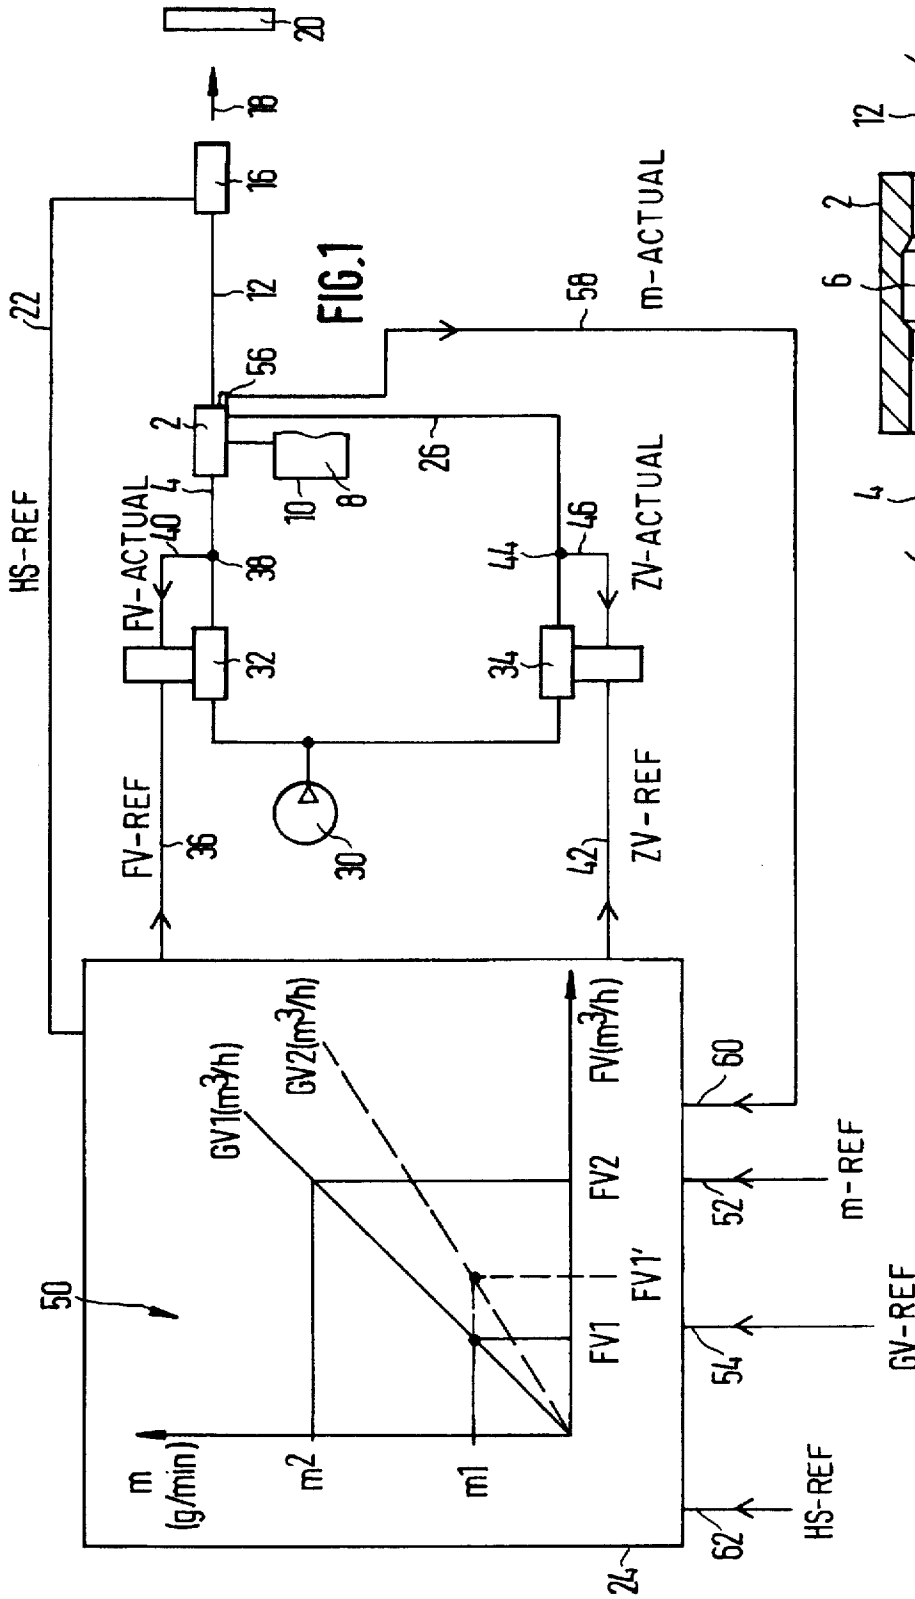 20
18
16
12
HS-REF
22
FIG.1
m-ACTUAL
58
56
2
4
FV-ACTUAL
40
38
32
10
8
26
44
46
ZV-ACTUAL
34
FV-REF
36
30
42
ZV-REF
50
m
(g/min)
m2
m1
GV1(m³/h)
GV2(m³/h)
FV(m³/h)
FV1
FV1'
FV2
24
62
HS-REF
54
GV-REF
52
m-REF
60
12
2
6
4